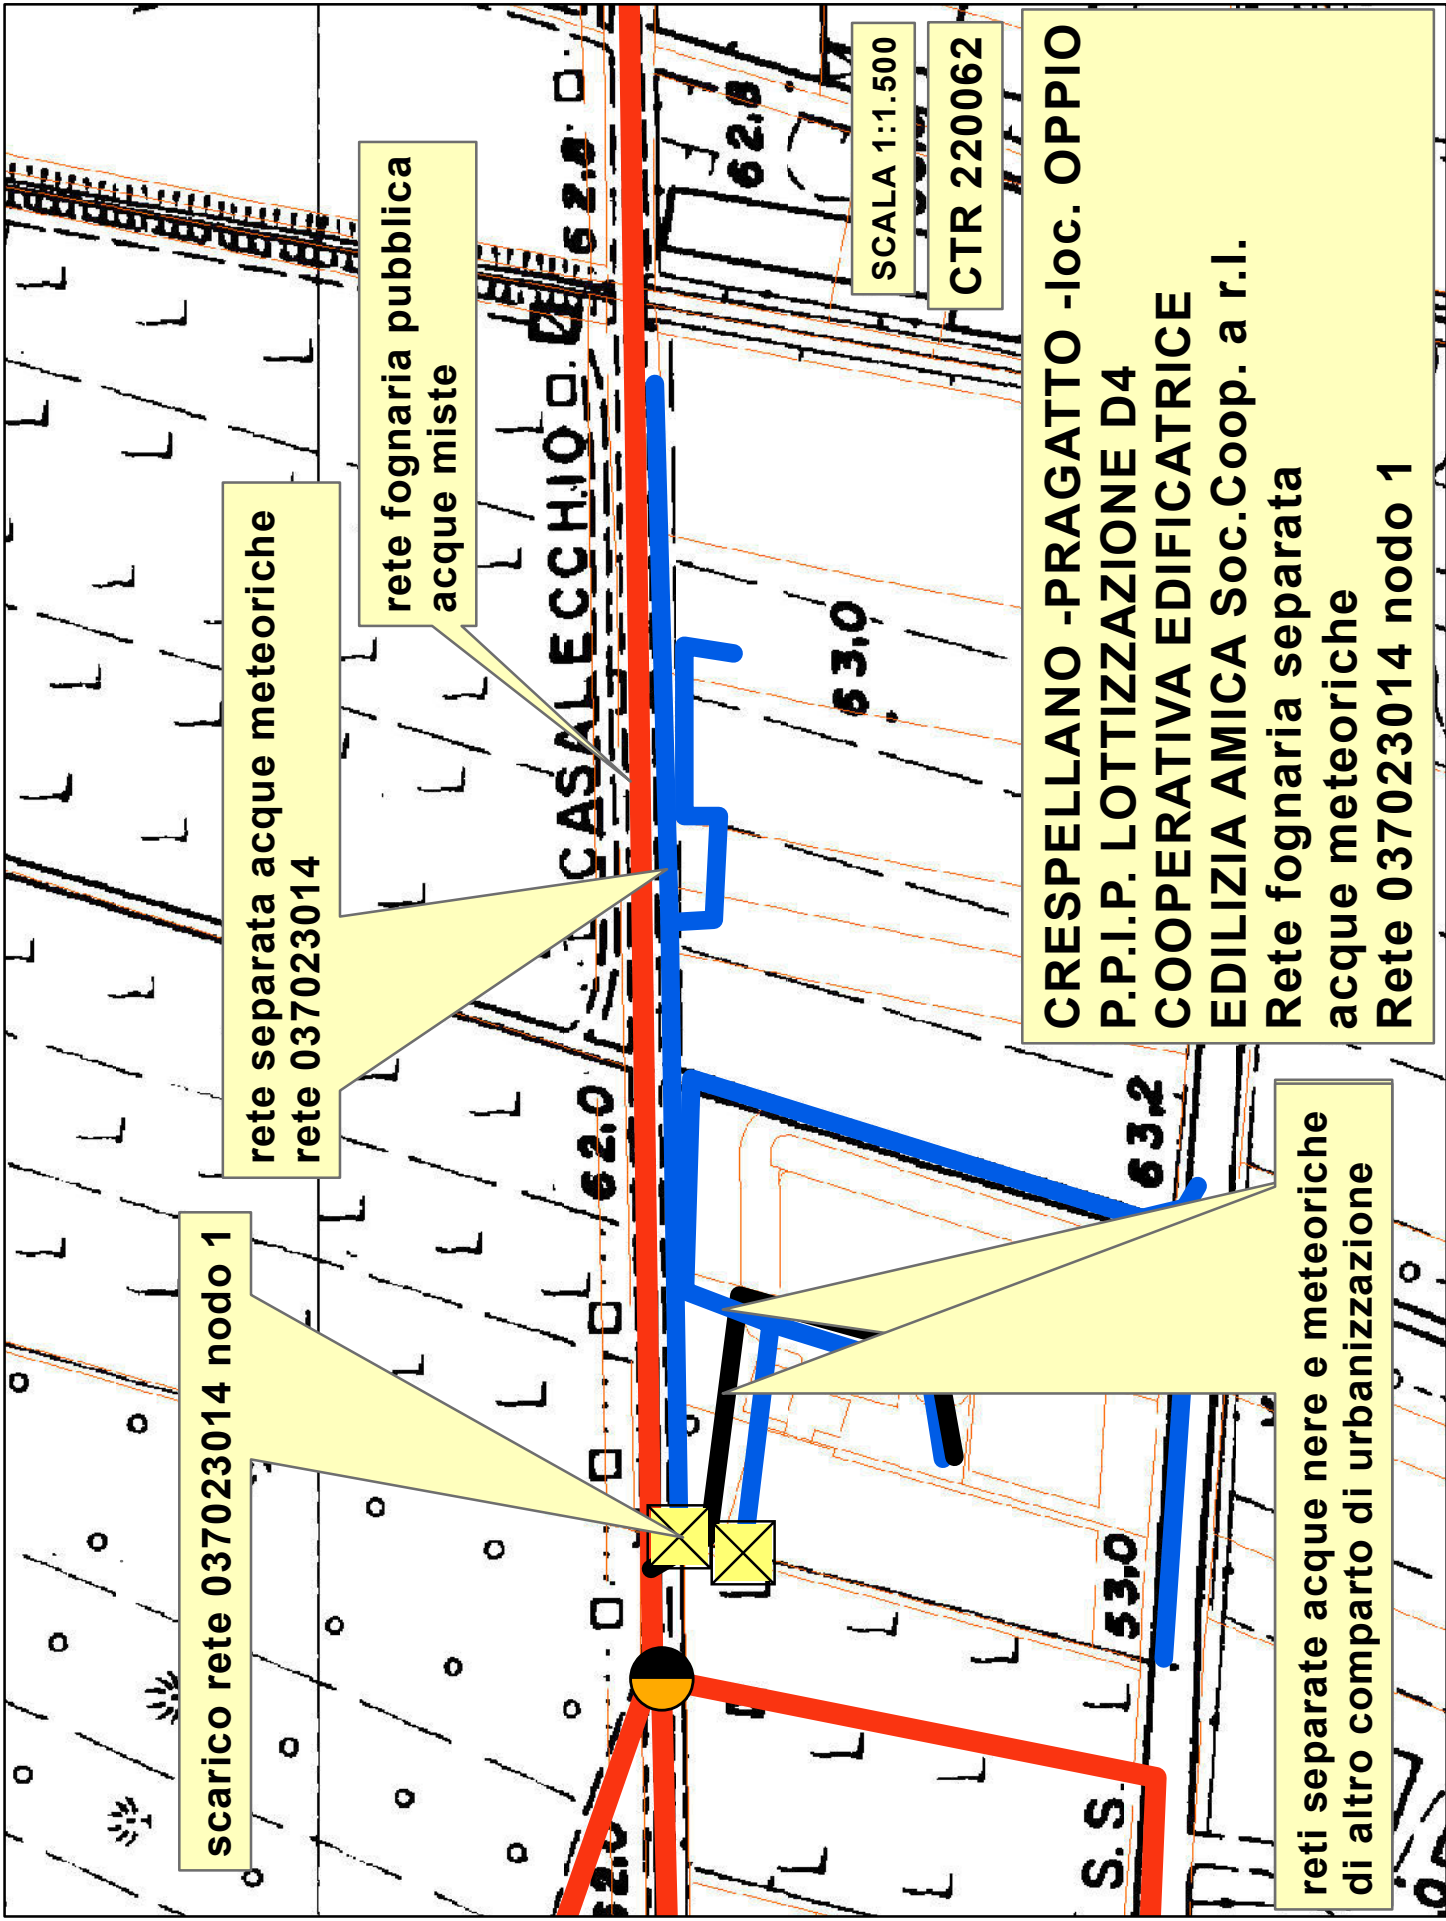 scarico rete 037023014 nodo 1
rete separata acque meteoriche
rete 037023014
rete fognaria pubblica
acque miste
CASALECCHIO
62.8
62.8
62.0
63.0
63.2
53.0
S. S.
SCALA 1:1.500
CTR 220062
CRESPELLANO -PRAGATTO -loc. OPPIO
P.P.I.P. LOTTIZZAZIONE D4
COOPERATIVA EDIFICATRICE
EDILIZIA AMICA Soc.Coop. a r.l.
Rete fognaria separata
acque meteoriche
Rete 037023014 nodo 1
reti separate acque nere e meteoriche
di altro comparto di urbanizzazione